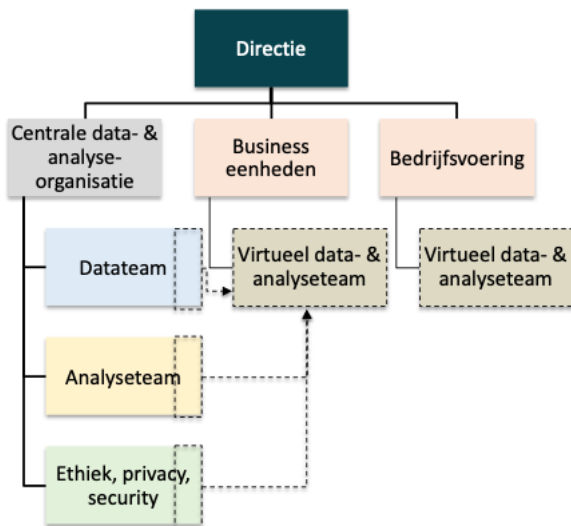 Directie
Centrale data- &
analyse-
organisatie
Business
eenheden
Bedrijfsvoering
Datateam
Virtueel data- &
analyseteam
Virtueel data- &
analyseteam
Analyseteam
Ethiek, privacy,
security